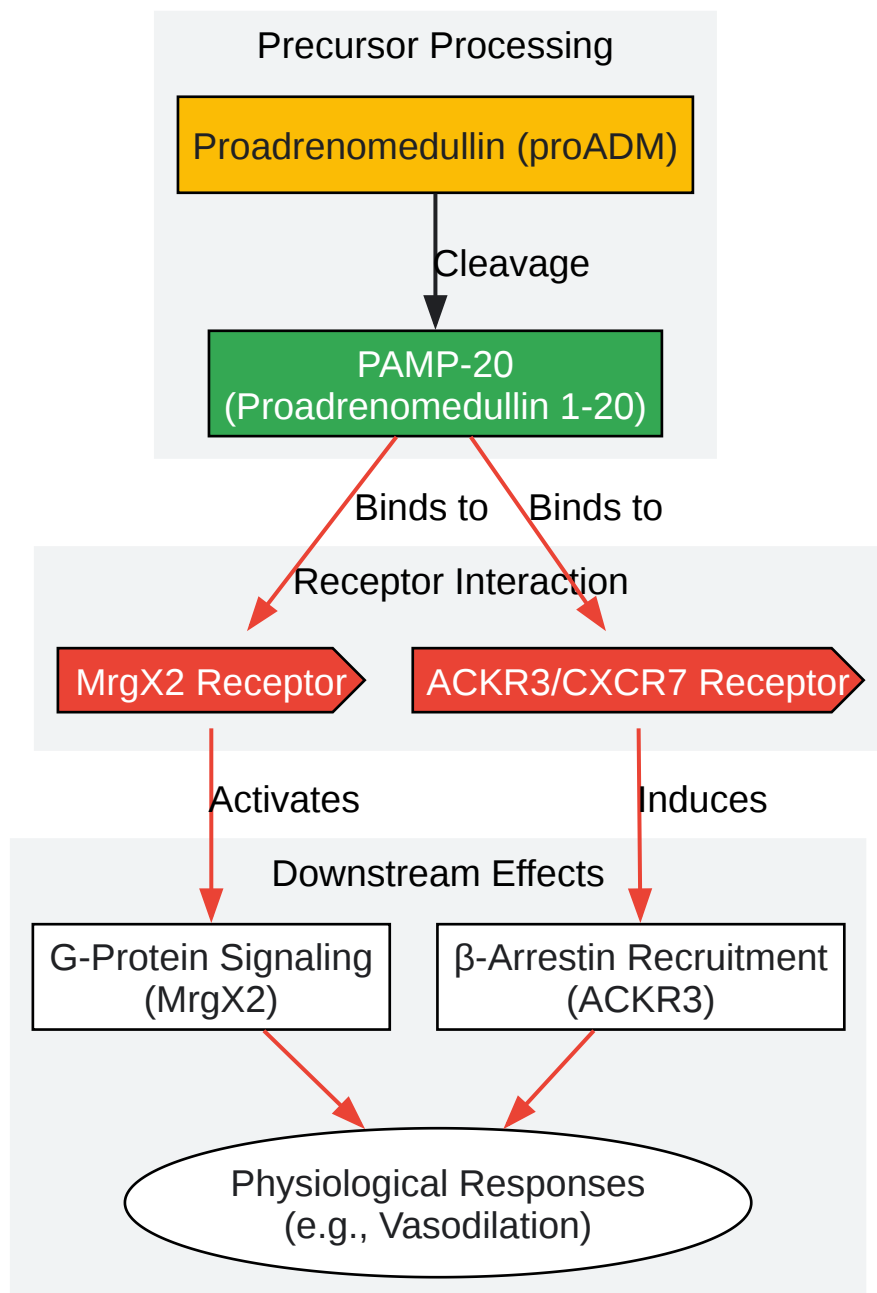 Precursor Processing
Proadrenomedullin (proADM)
Cleavage
PAMP-20
(Proadrenomedullin 1-20)
Binds to
Binds to
Receptor Interaction
MrgX2 Receptor
ACKR3/CXCR7 Receptor
Activates
Induces
Downstream Effects
G-Protein Signaling
(MrgX2)
β-Arrestin Recruitment
(ACKR3)
Physiological Responses
(e.g., Vasodilation)